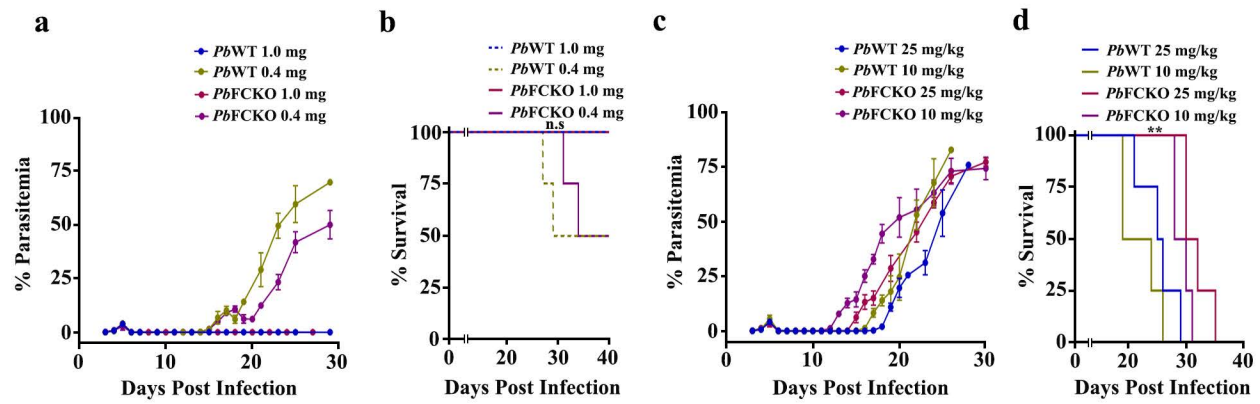 a
PbWT 1.0 mg
PbWT 0.4 mg
PbFCKO 1.0 mg
PbFCKO 0.4 mg
% Parasitemia
100
75
50
25
0
0
10
20
30
Days Post Infection
b
PbWT 1.0 mg
PbWT 0.4 mg
PbFCKO 1.0 mg
PbFCKO 0.4 mg
n.s
% Survival
100
75
50
25
0
0
20
30
40
Days Post Infection
c
PbWT 25 mg/kg
PbWT 10 mg/kg
PbFCKO 25 mg/kg
PbFCKO 10 mg/kg
% Parasitemia
100
75
50
25
0
0
10
20
30
Days Post Infection
d
PbWT 25 mg/kg
PbWT 10 mg/kg
PbFCKO 25 mg/kg
PbFCKO 10 mg/kg
**
% Survival
100
75
50
25
0
0
20
30
40
Days Post Infection